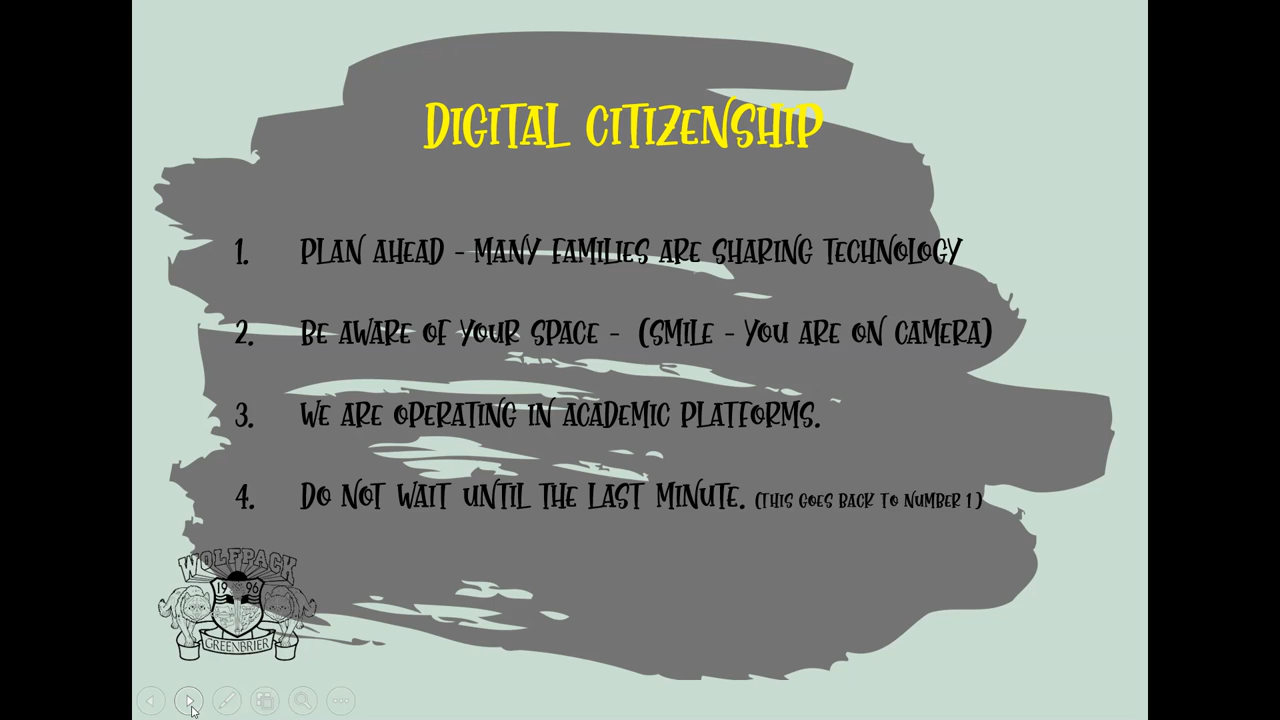 DIGITAL CITIZENSHIP
1. PLAN AHEAD - MANY FAMILIES ARE SHARING TECHNOLOGY
2. BE AWARE OF YOUR SPACE - (SMILE - YOU ARE ON CAMERA)
3. WE ARE OPERATING IN ACADEMIC PLATFORMS.
4. DO NOT WAIT UNTIL THE LAST MINUTE. (THIS GOES BACK TO NUMBER 1)
WOLFPACK
19 96
GREENBRIER